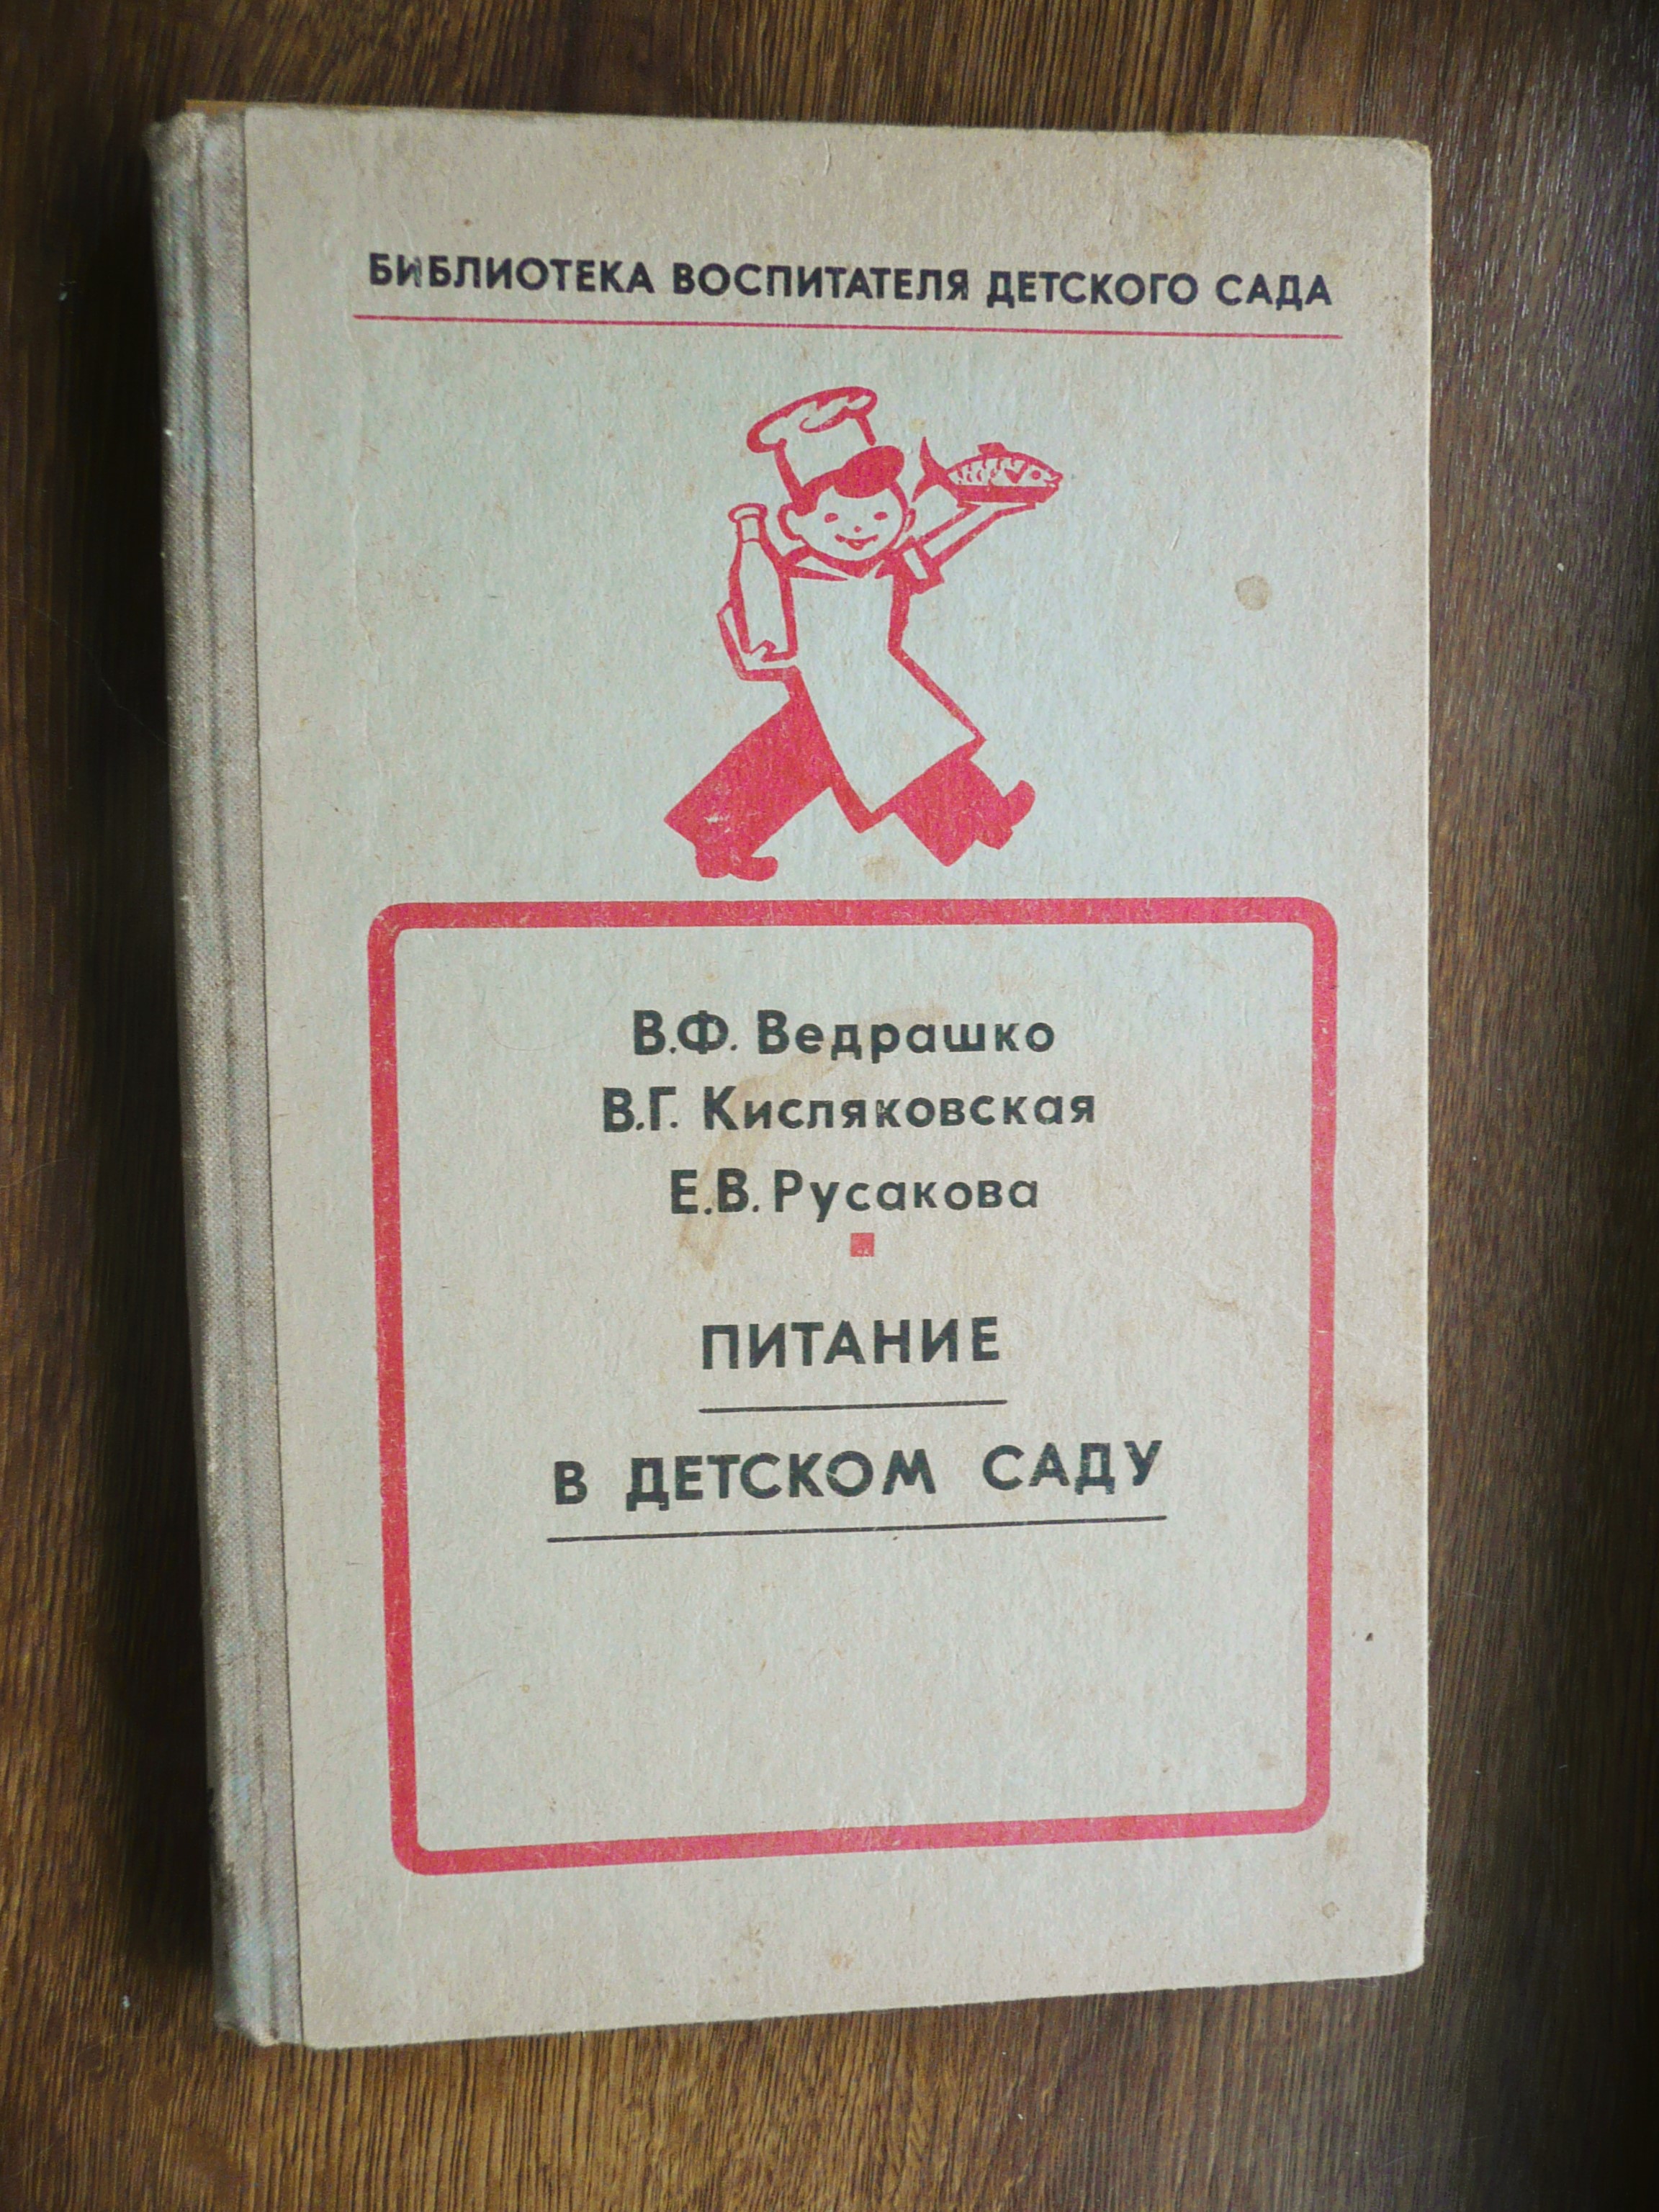 БИБЛИОТЕКА ВОСПИТАТЕЛЯ ДЕТСКОГО САДА
В.Ф. Ведрашко
В.Г. Кисляковская
Е.В. Русакова
ПИТАНИЕ
В ДЕТСКОМ САДУ